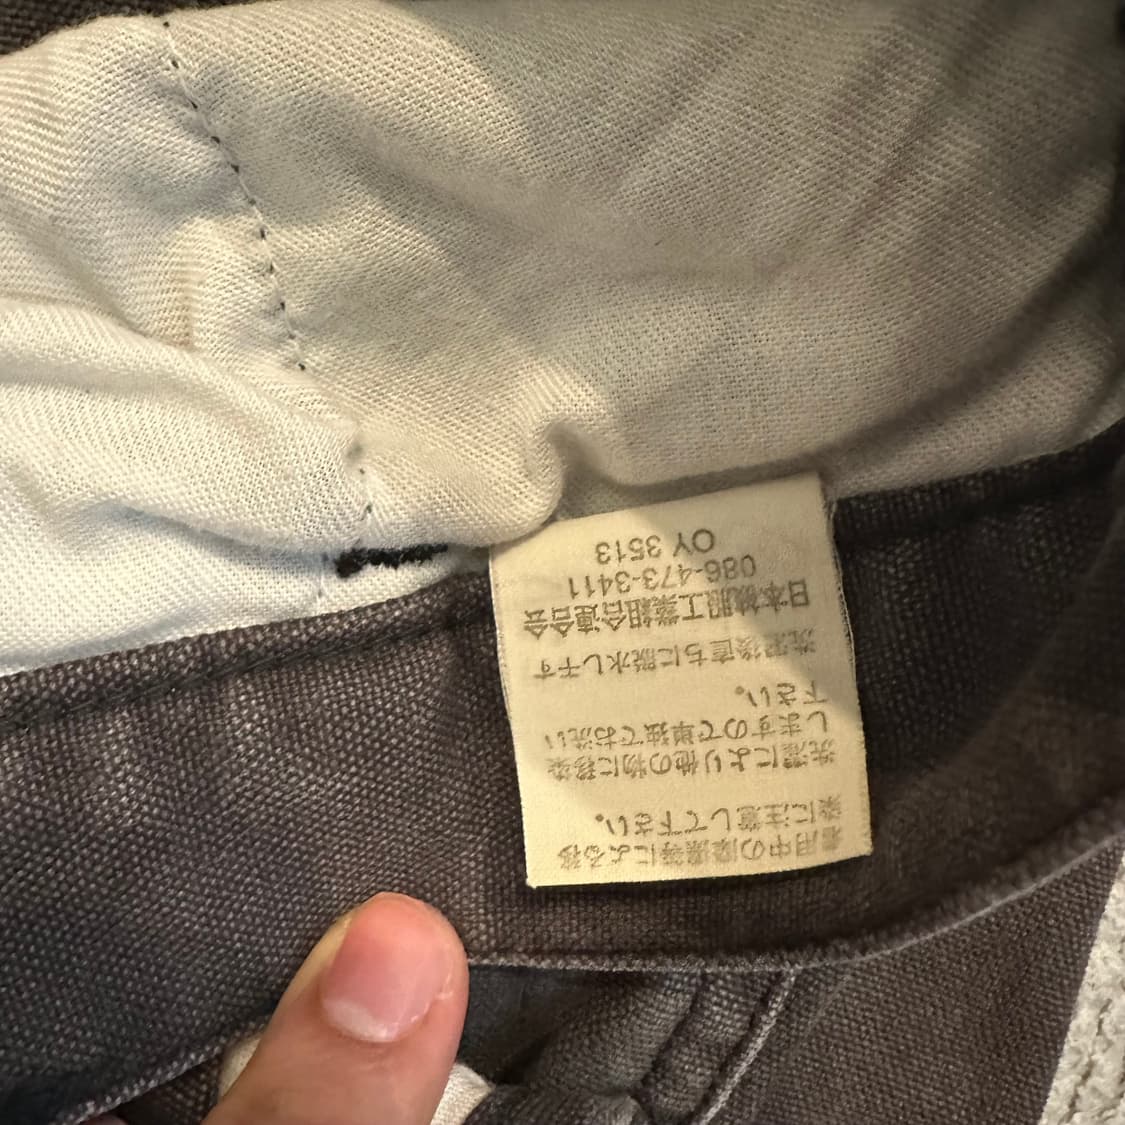 着用中の摩擦等による移
染に注意して下さい。
洗濯により他の物に移染
しますので単独でお洗い
下さい。
洗濯後直ちに脱水し干す
日本被服工業組合連合会
086-473-3411
OY 3513